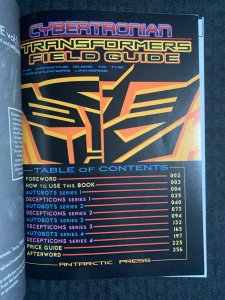 CYBERTRONIAN
TRANSFORMERS
FIELD GUIDE
THE DEFINITIVE GUIDE TO THE
TRANSFORMERS UNIVERSE
TABLE OF CONTENTS
FOREWORD 002
HOW TO USE THIS BOOK 003
AUTOBOTS SERIES 1 004
DECEPTICONS SERIES 1 025
AUTOBOTS SERIES 2 040
DECEPTICONS SERIES 2 073
AUTOBOTS SERIES 3 094
DECEPTICONS SERIES 3 132
AUTOBOTS SERIES 4 165
DECEPTICONS SERIES 4 197
PRICE GUIDE 225
AFTERWORD 256
ANTARCTIC PRESS